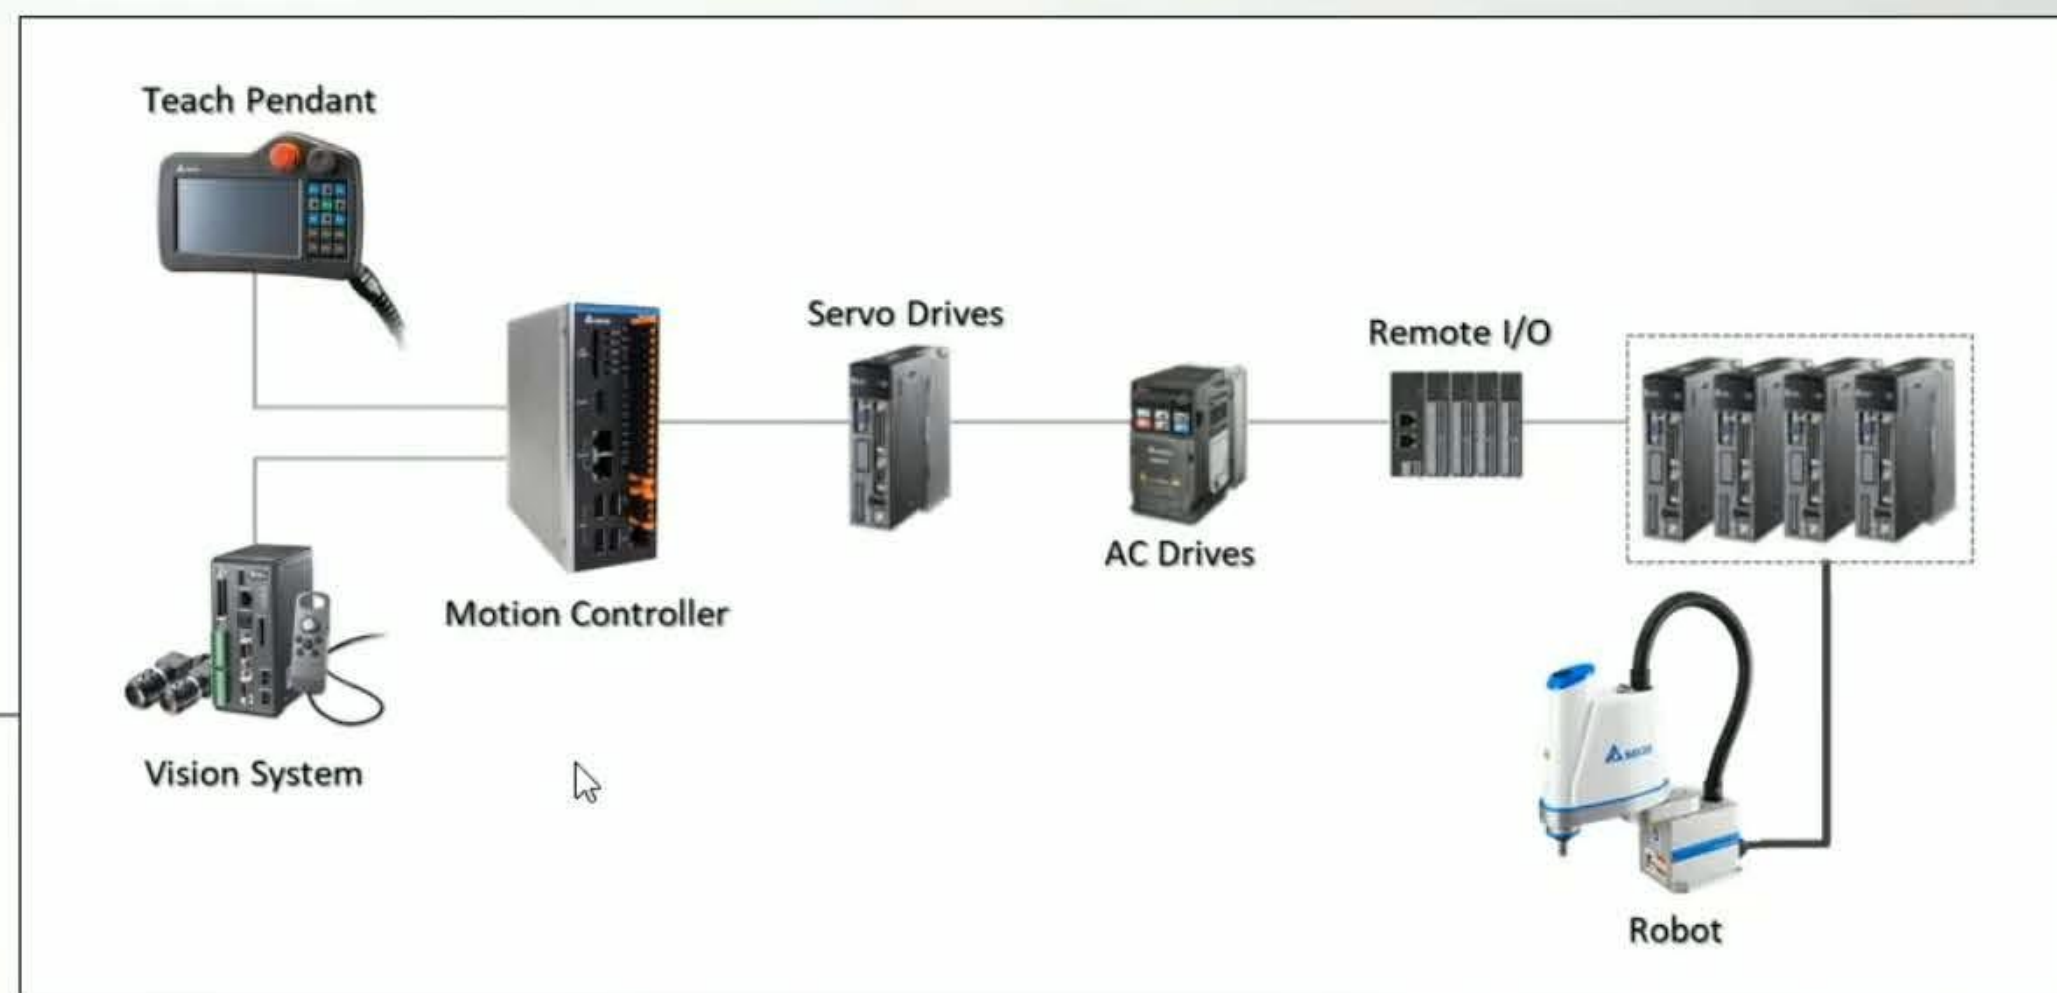 Teach Pendant
Servo Drives
Remote I/O
AC Drives
Motion Controller
Vision System
Robot